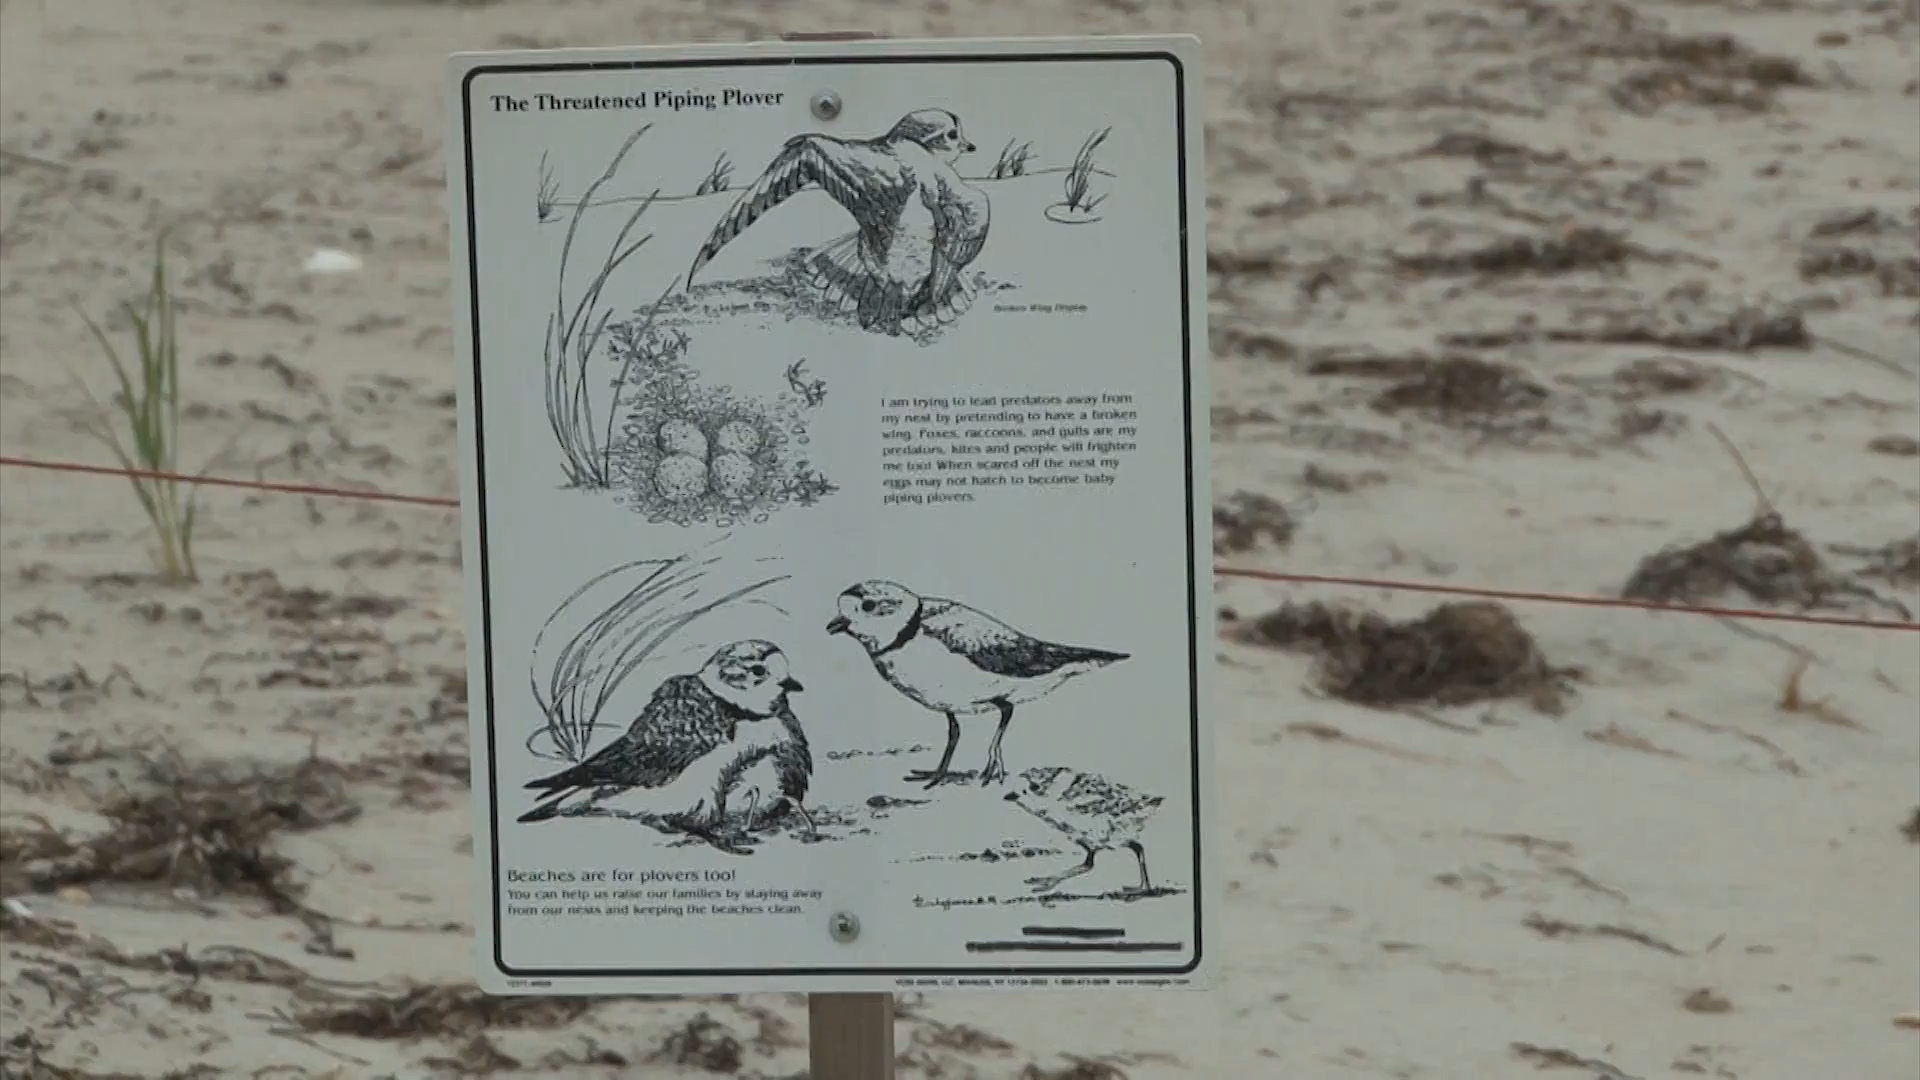 The Threatened Piping Plover
Broken Wing Display
I am trying to lead predators away from
my nest by pretending to have a broken
wing. Foxes, raccoons, and gulls are my
predators, kites and people will frighten
me too! When scared off the nest my
eggs may not hatch to become baby
piping plovers.
Beaches are for plovers too!
You can help us raise our families by staying away
from our nests and keeping the beaches clean.